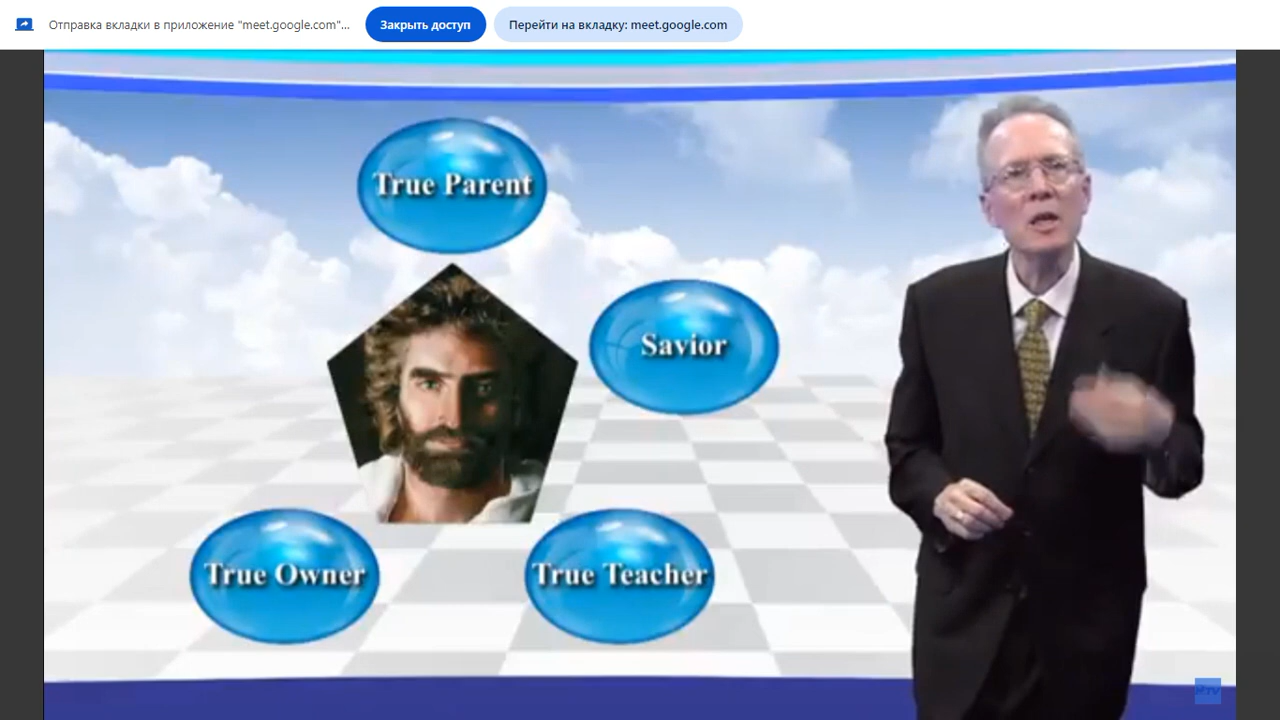 Отправка вкладки в приложение "meet.google.com"...
Закрыть доступ
Перейти на вкладку: meet.google.com
True Parent
Savior
True Owner
True Teacher